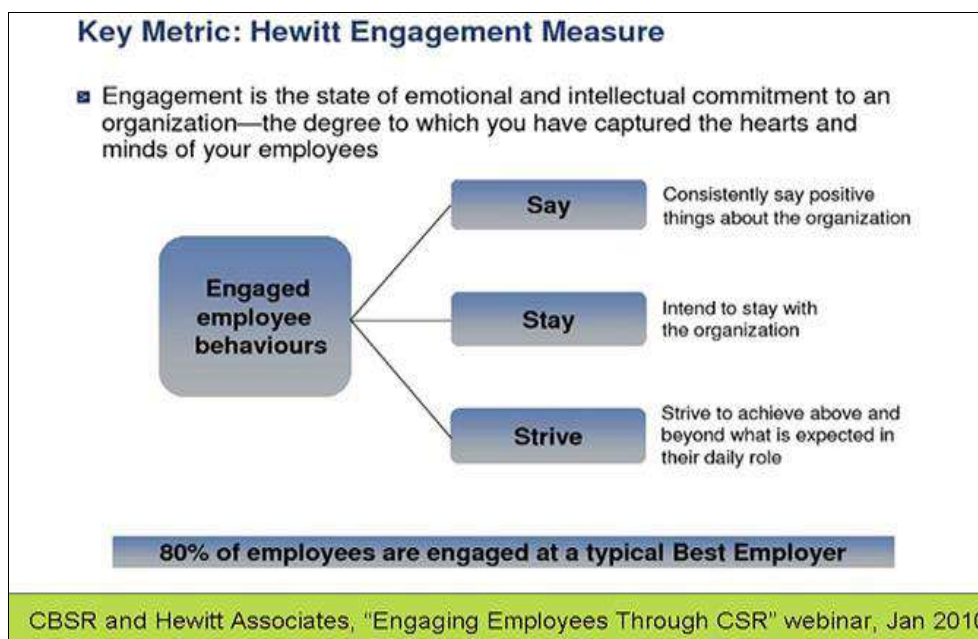 Key Metric: Hewitt Engagement Measure
Engagement is the state of emotional and intellectual commitment to an
organization—the degree to which you have captured the hearts and
minds of your employees
Engaged
employee
behaviours
Say
Consistently say positive
things about the organization
Stay
Intend to stay with
the organization
Strive
Strive to achieve above and
beyond what is expected in
their daily role
80% of employees are engaged at a typical Best Employer
CBSR and Hewitt Associates, "Engaging Employees Through CSR" webinar, Jan 2010